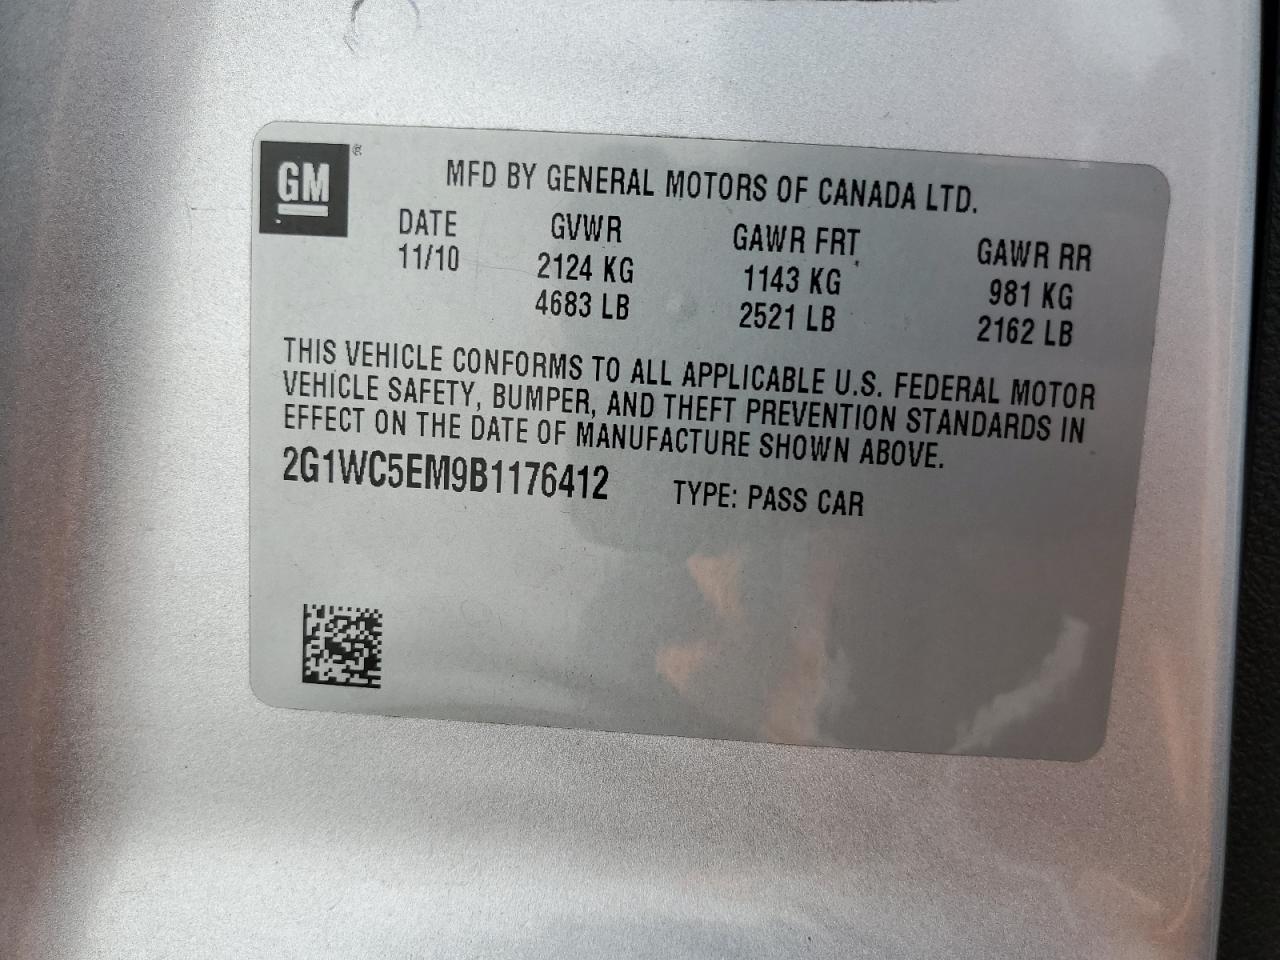 GM ®
MFD BY GENERAL MOTORS OF CANADA LTD.
DATE GVWR GAWR FRT GAWR RR
11/10 2124 KG 1143 KG 981 KG
4683 LB 2521 LB 2162 LB
THIS VEHICLE CONFORMS TO ALL APPLICABLE U.S. FEDERAL MOTOR
VEHICLE SAFETY, BUMPER, AND THEFT PREVENTION STANDARDS IN
EFFECT ON THE DATE OF MANUFACTURE SHOWN ABOVE.
2G1WC5EM9B1176412 TYPE: PASS CAR